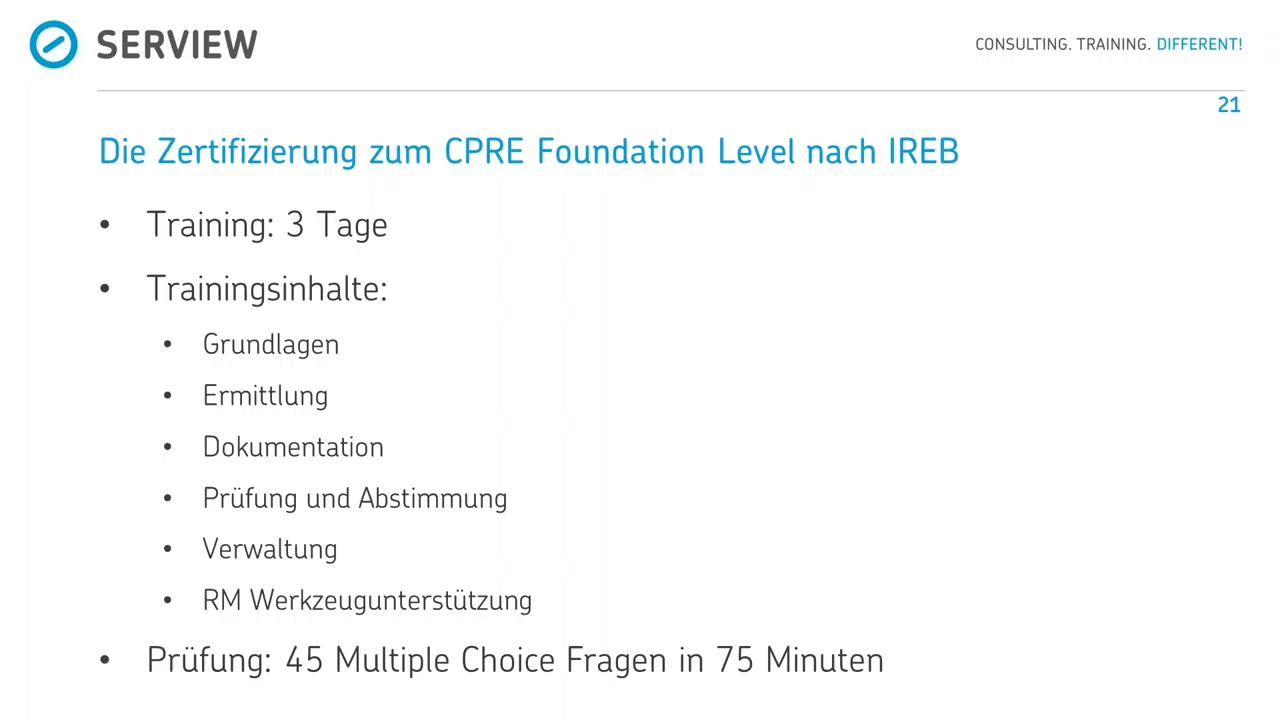 SERVIEW
CONSULTING. TRAINING. DIFFERENT!
21
Die Zertifizierung zum CPRE Foundation Level nach IREB
• Training: 3 Tage
• Trainingsinhalte:
• Grundlagen
• Ermittlung
• Dokumentation
• Prüfung und Abstimmung
• Verwaltung
• RM Werkzeugunterstützung
• Prüfung: 45 Multiple Choice Fragen in 75 Minuten